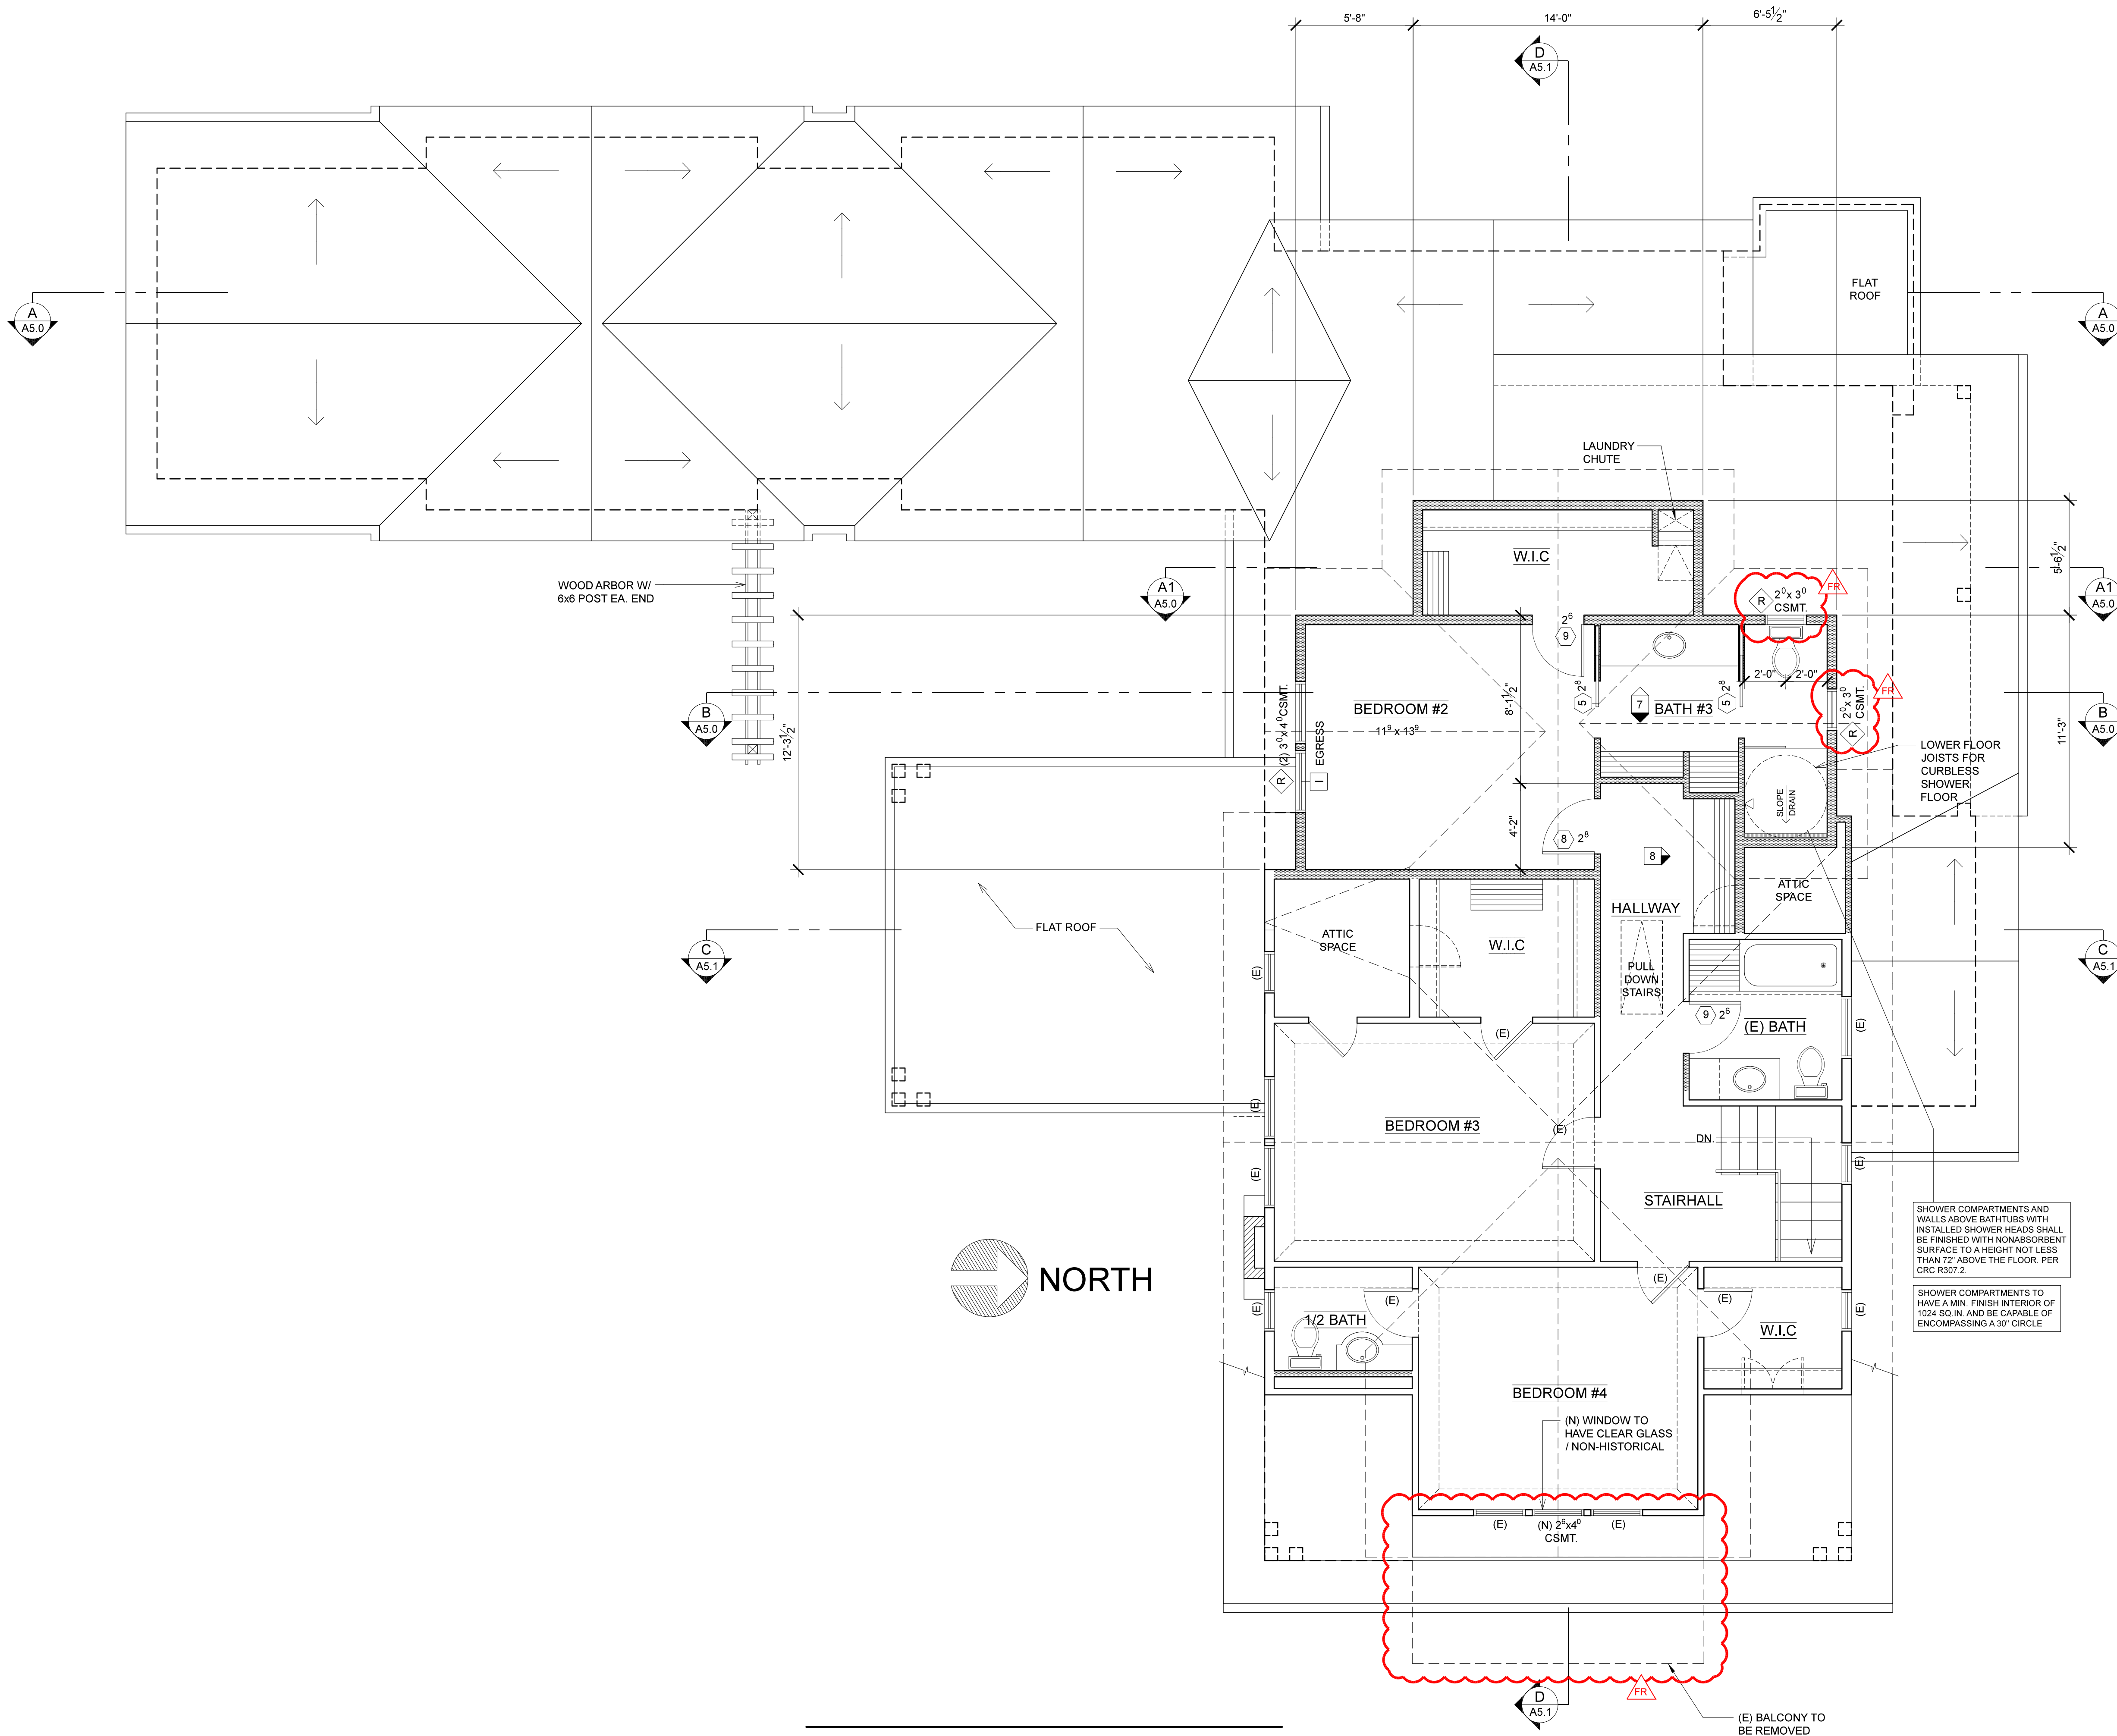 5'-8"
14'-0"
6'-5½"
D
A5.1
A
A5.0
FLAT
ROOF
A
A5.0
LAUNDRY
CHUTE
W.I.C
5'-6½"
WOOD ARBOR W/
6x6 POST EA. END
A1
A5.0
A1
A5.0
FR
R
2⁰x 3⁰
CSMT.
2⁶
9
12'-3½"
B
A5.0
R
(2) 3⁰x 4⁰CSMT.
EGRESS
I
BEDROOM #2
11⁹ x 13⁹
8'-1½"
5
2⁸
7
BATH #3
5
2⁸
2'-0"
2'-0"
FR
2⁰x 3⁰
CSMT.
R
11'-3"
B
A5.0
LOWER FLOOR
JOISTS FOR
CURBLESS
SHOWER
FLOOR
SLOPE
DRAIN
4'-2"
8
2⁸
8
ATTIC
SPACE
HALLWAY
FLAT ROOF
C
A5.1
ATTIC
SPACE
W.I.C
C
A5.1
(E)
PULL
DOWN
STAIRS
9
2⁶
(E) BATH
(E)
(E)
(E)
BEDROOM #3
(E)
DN.
(E)
(E)
STAIRHALL
SHOWER COMPARTMENTS AND
WALLS ABOVE BATHTUBS WITH
INSTALLED SHOWER HEADS SHALL
BE FINISHED WITH NONABSORBENT
SURFACE TO A HEIGHT NOT LESS
THAN 72" ABOVE THE FLOOR. PER
CRC R307.2.
NORTH
(E)
(E)
(E)
(E)
(E)
1/2 BATH
W.I.C
SHOWER COMPARTMENTS TO
HAVE A MIN. FINISH INTERIOR OF
1024 SQ.IN. AND BE CAPABLE OF
ENCOMPASSING A 30" CIRCLE
BEDROOM #4
(N) WINDOW TO
HAVE CLEAR GLASS
/ NON-HISTORICAL
(E)
(N) 2⁶x4⁰
CSMT.
(E)
FR
D
A5.1
(E) BALCONY TO
BE REMOVED